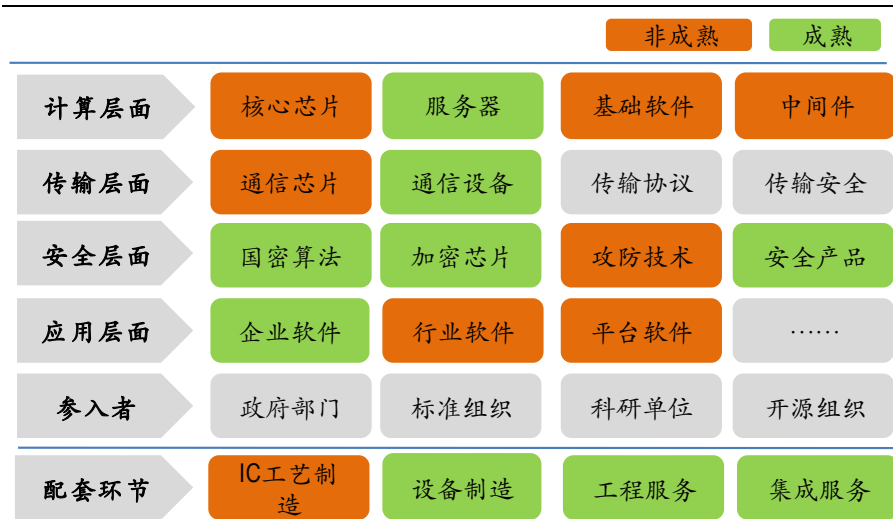 非成熟 成熟
计算层面 核心芯片 服务器 基础软件 中间件
传输层面 通信芯片 通信设备 传输协议 传输安全
安全层面 国密算法 加密芯片 攻防技术 安全产品
应用层面 企业软件 行业软件 平台软件 ……
参入者 政府部门 标准组织 科研单位 开源组织
配套环节 IC工艺制
造 设备制造 工程服务 集成服务